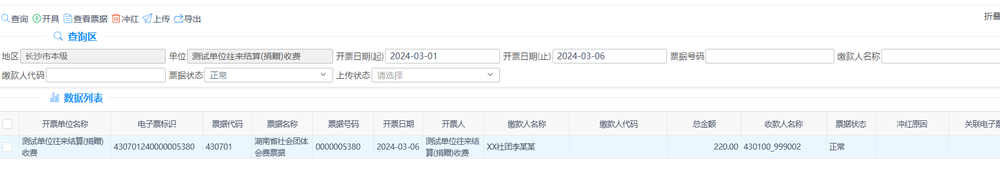 查询 开具 查看票据 冲红 上传 导出 折叠
查询区
地区 长沙市本级 单位 测试单位往来结算(捐赠)收费 开票日期(起) 2024-03-01 开票日期(止) 2024-03-06 票据号码 缴款人名称
缴款人代码 票据状态 正常 上传状态 请选择
数据列表
开票单位名称 电子票标识 票据代码 票据名称 票据号码 开票日期 开票人 缴款人名称 缴款人代码 总金额 收款人名称 票据状态 冲红原因 关联电子票
测试单位往来结算(捐赠)
收费
430701240000005380 430701
湖南省社会团体
会费票据
0000005380 2024-03-06
测试单位往来结
算(捐赠)收费
XX社团李某某 220.00 430100_999002 正常